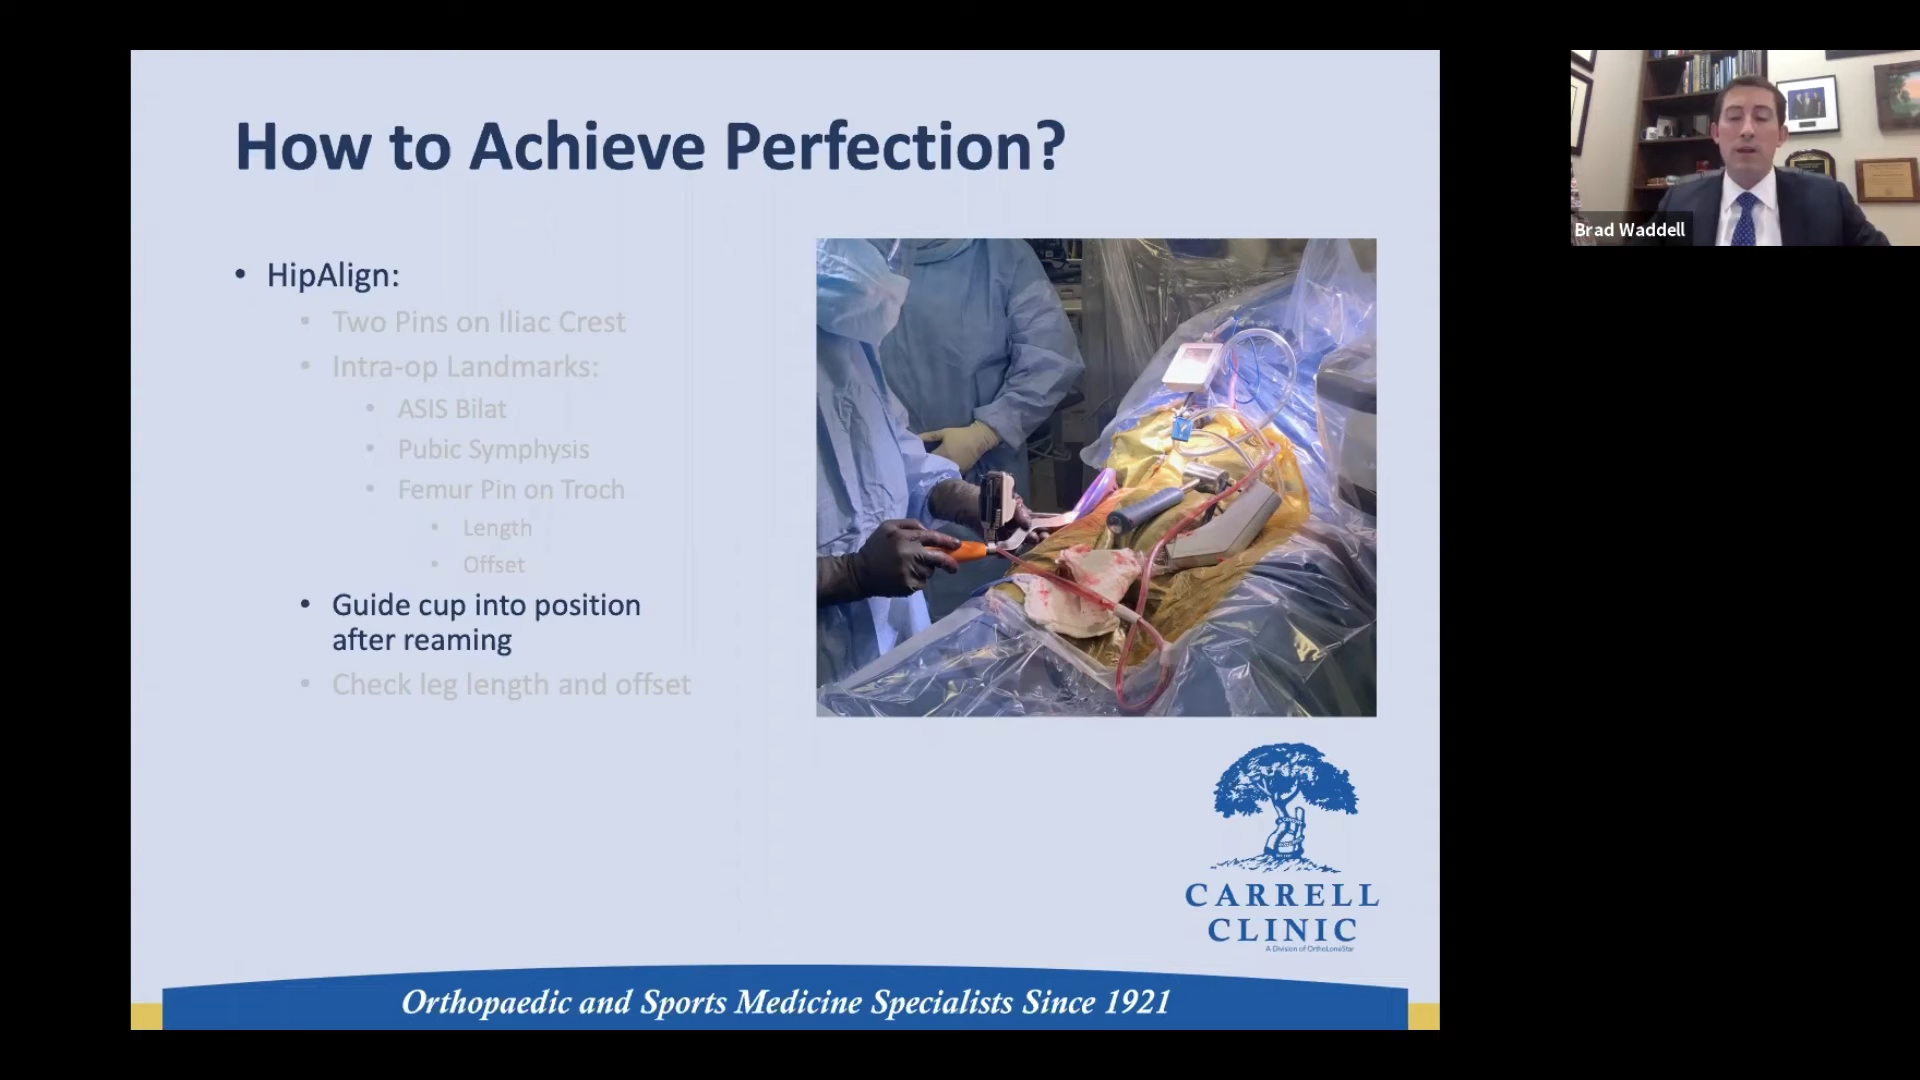 How to Achieve Perfection?
• HipAlign:
• Two Pins on Iliac Crest
• Intra-op Landmarks:
• ASIS Bilat
• Pubic Symphysis
• Femur Pin on Troch
• Length
• Offset
• Guide cup into position
after reaming
• Check leg length and offset
CARRELL
CLINIC
A Division of OrthoLoneStar
Orthopaedic and Sports Medicine Specialists Since 1921
Brad Waddell